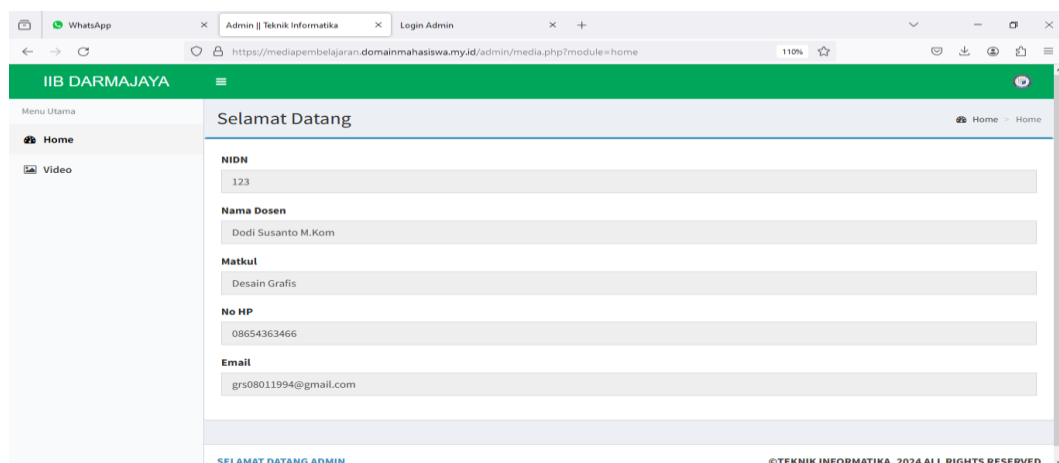 WhatsApp
Admin || Teknik Informatika
Login Admin
https://mediapembelajaran.domainmahasiswa.my.id/admin/media.php?module=home
110%
IIB DARMAJAYA
Menu Utama
Home
Video
Selamat Datang
Home > Home
NIDN
123
Nama Dosen
Dodi Susanto M.Kom
Matkul
Desain Grafis
No HP
08654363466
Email
grs08011994@gmail.com
SELAMAT DATANG ADMIN
©TEKNIK INFORMATIKA 2024 ALL RIGHTS RESERVED